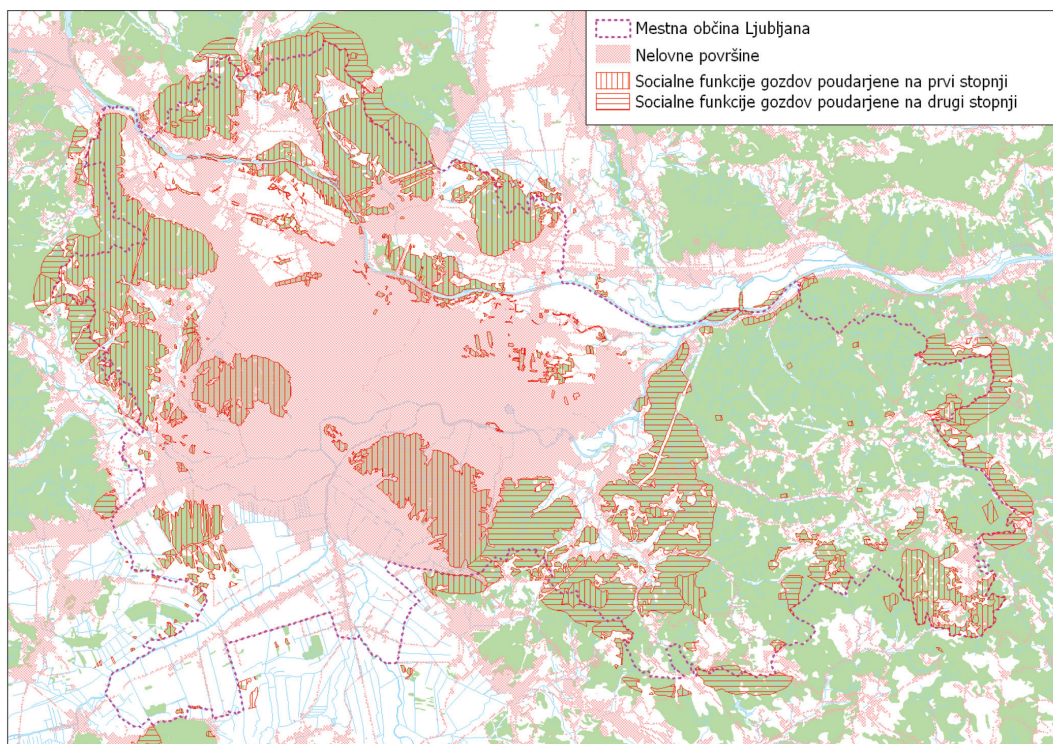 Mestna občina Ljubljana
Nelovne površine
Socialne funkcije gozdov poudarjene na prvi stopnji
Socialne funkcije gozdov poudarjene na drugi stopnji